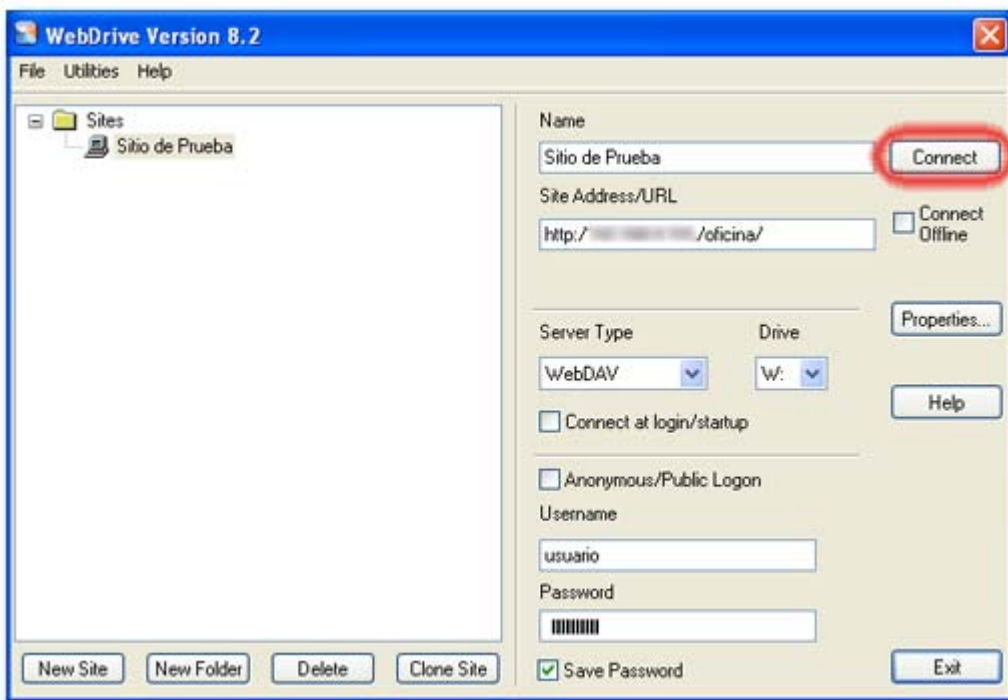 WebDrive Version 8.2
File Utilities Help
Sites
Sitio de Prueba
Name
Sitio de Prueba
Connect
Site Address/URL
http:/ /oficina/
Connect
Offline
Properties...
Server Type Drive
WebDAV W:
Help
Connect at login/startup
Anonymous/Public Logon
Username
usuario
Password
Save Password
New Site New Folder Delete Clone Site Exit